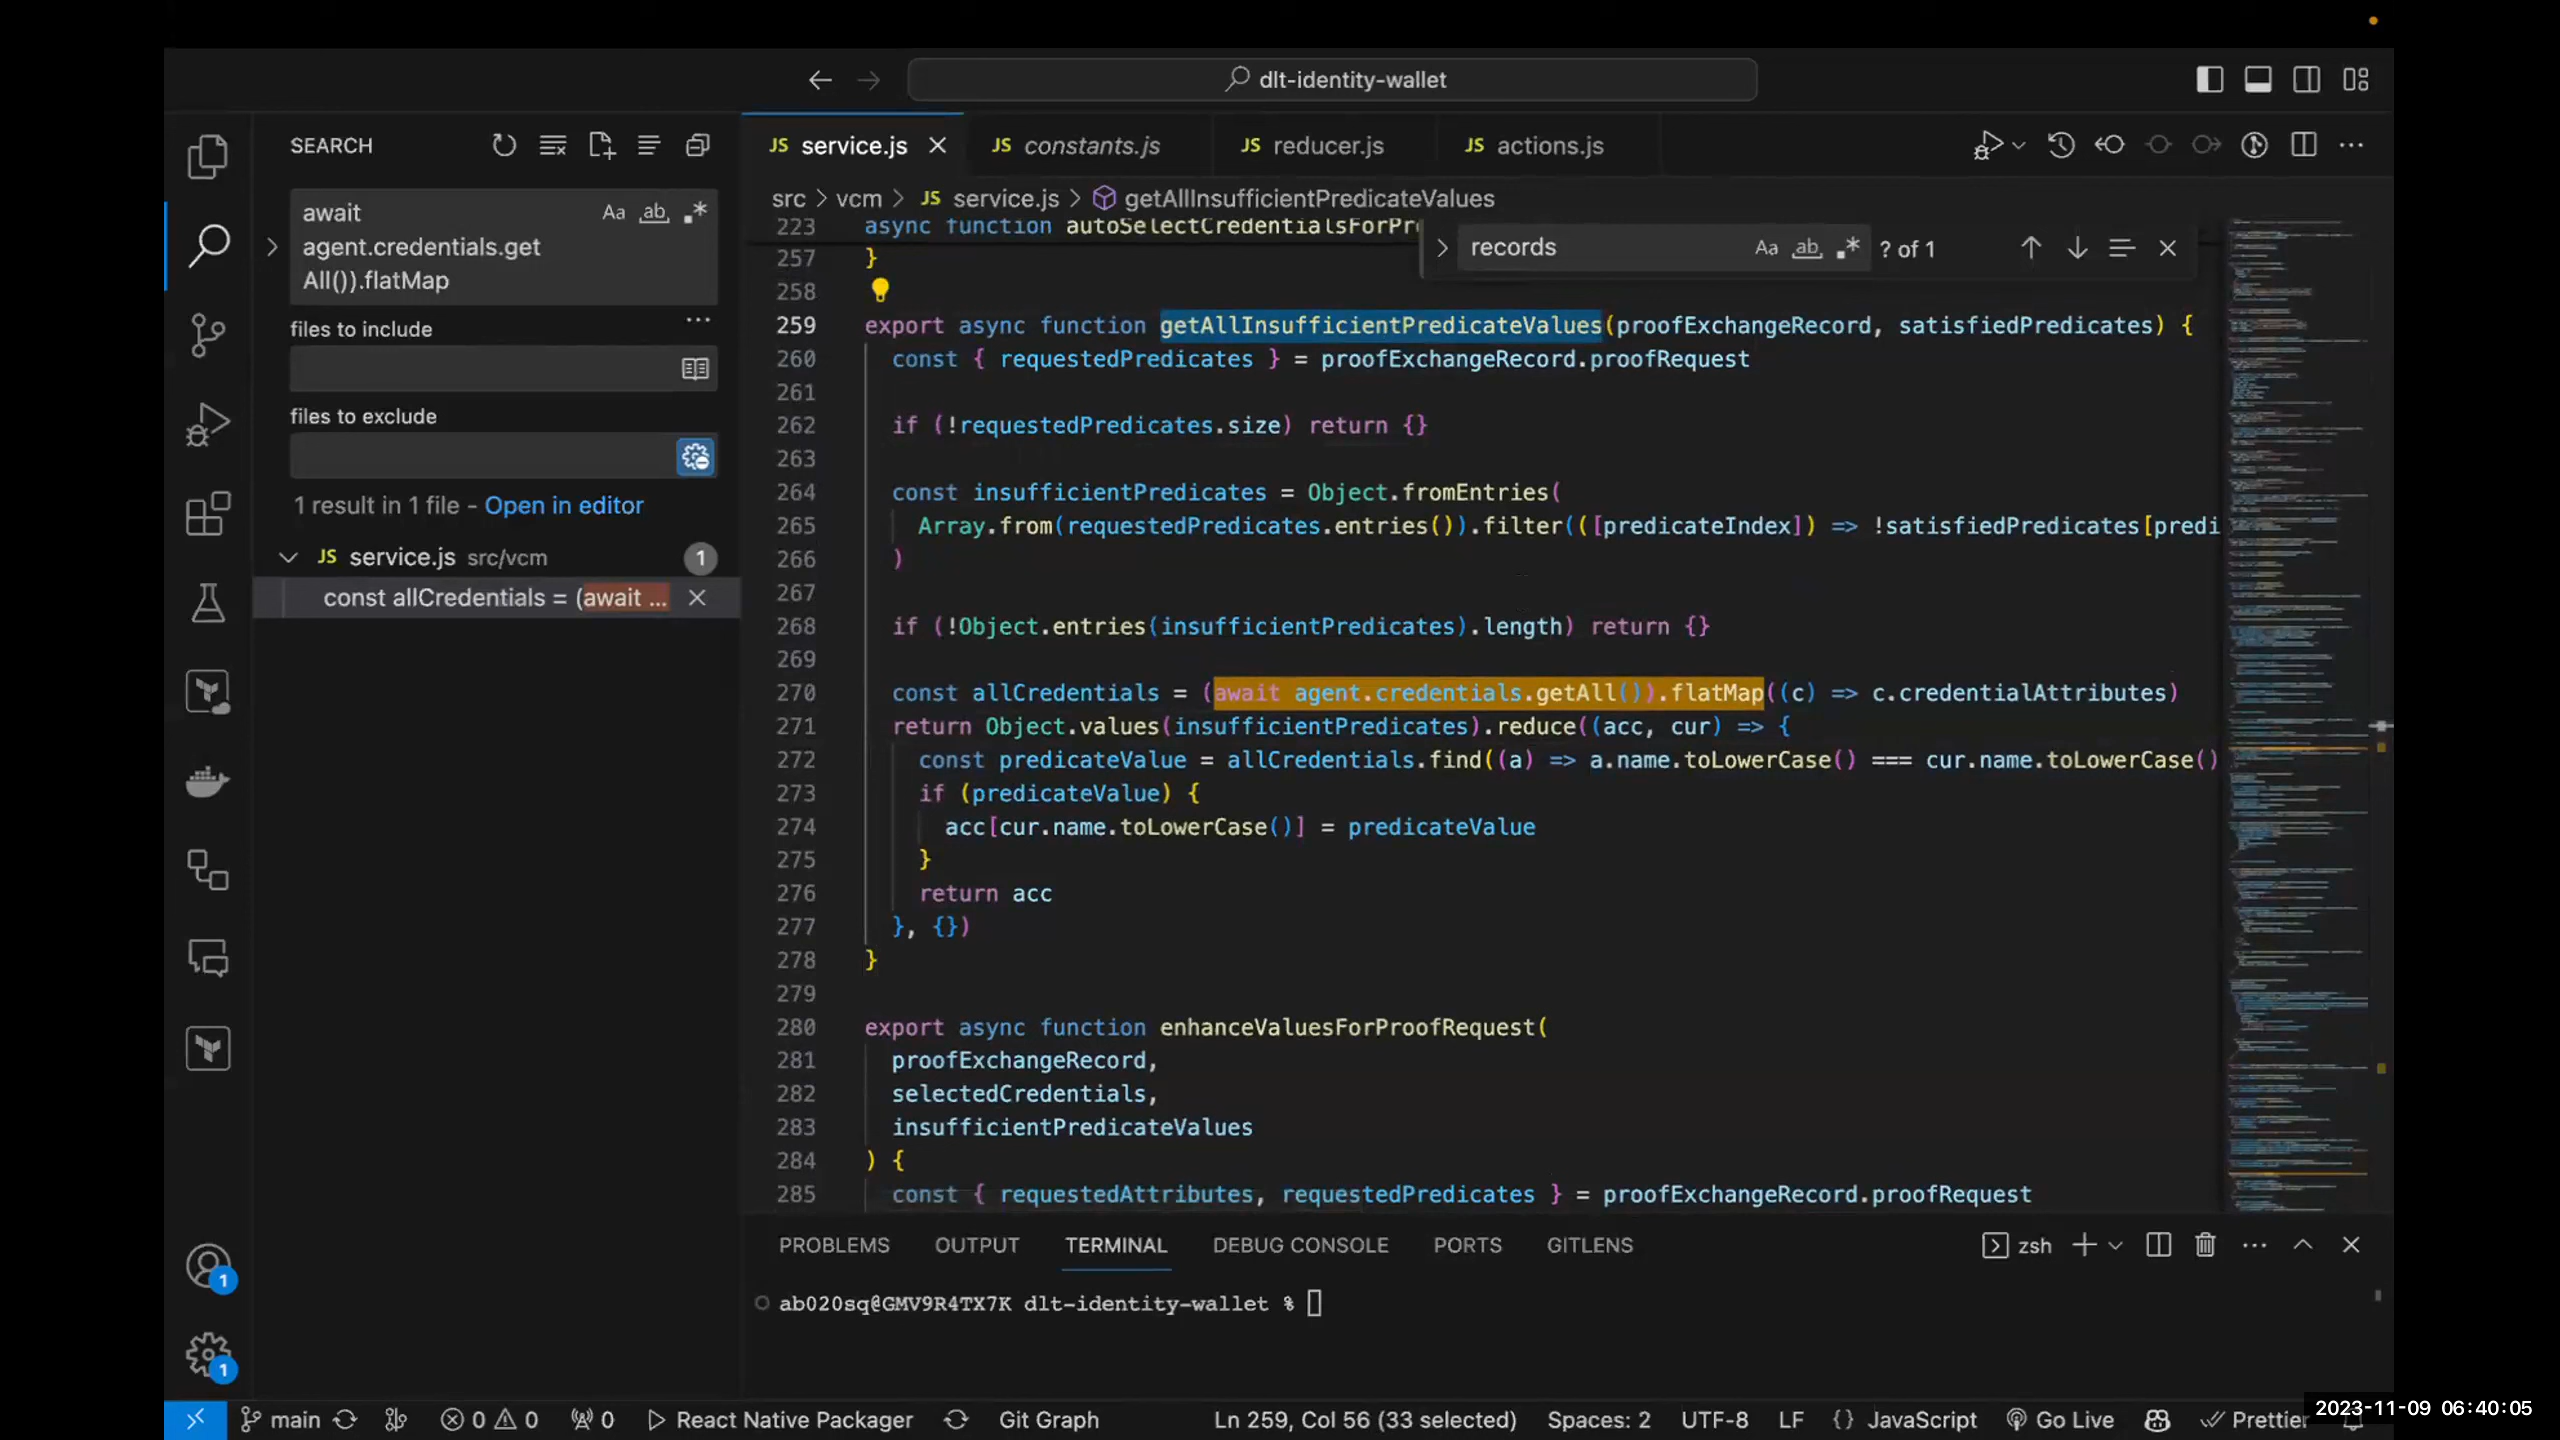 dlt-identity-wallet
SEARCH
await
agent.credentials.get
All()).flatMap
Aa ab .*
files to include
files to exclude
1 result in 1 file - Open in editor
JS service.js src/vcm 1
const allCredentials = (await ...
JS service.js
JS constants.js
JS reducer.js
JS actions.js
src > vcm > JS service.js > getAllInsufficientPredicateValues
records Aa ab .* ? of 1
223 async function autoSelectCredentialsForPr
257 }
258
259 export async function getAllInsufficientPredicateValues(proofExchangeRecord, satisfiedPredicates) {
260 const { requestedPredicates } = proofExchangeRecord.proofRequest
261
262 if (!requestedPredicates.size) return {}
263
264 const insufficientPredicates = Object.fromEntries(
265 Array.from(requestedPredicates.entries()).filter(([predicateIndex]) => !satisfiedPredicates[predi
266 )
267
268 if (!Object.entries(insufficientPredicates).length) return {}
269
270 const allCredentials = (await agent.credentials.getAll()).flatMap((c) => c.credentialAttributes)
271 return Object.values(insufficientPredicates).reduce((acc, cur) => {
272 const predicateValue = allCredentials.find((a) => a.name.toLowerCase() === cur.name.toLowerCase()
273 if (predicateValue) {
274 acc[cur.name.toLowerCase()] = predicateValue
275 }
276 return acc
277 }, {})
278 }
279
280 export async function enhanceValuesForProofRequest(
281 proofExchangeRecord,
282 selectedCredentials,
283 insufficientPredicateValues
284 ) {
285 const { requestedAttributes, requestedPredicates } = proofExchangeRecord.proofRequest
PROBLEMS OUTPUT TERMINAL DEBUG CONSOLE PORTS GITLENS
zsh
ab020sq@GMV9R4TX7K dlt-identity-wallet %
1
1
main 0 0 0 React Native Packager Git Graph Ln 259, Col 56 (33 selected) Spaces: 2 UTF-8 LF {} JavaScript Go Live Prettier
2023-11-09 06:40:05